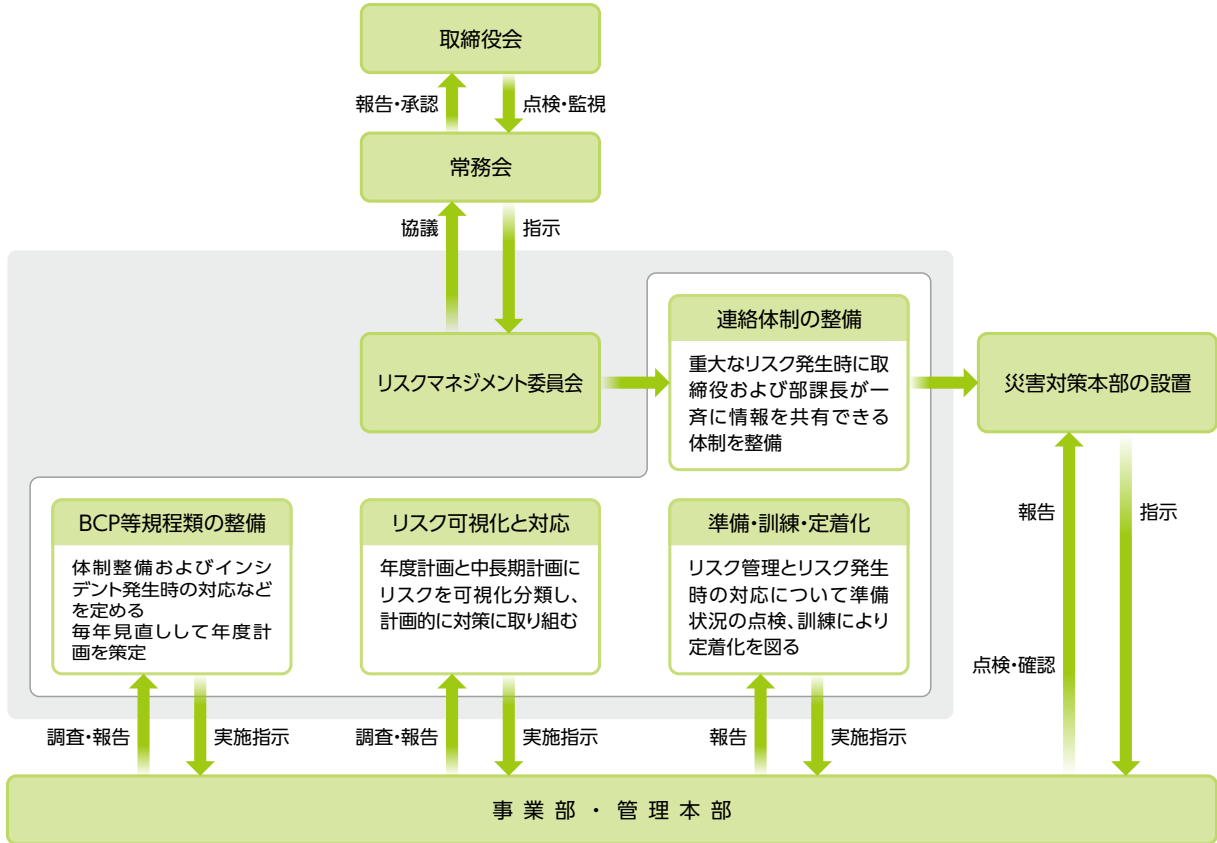 取締役会
報告・承認
点検・監視
常務会
協議
指示
リスクマネジメント委員会
連絡体制の整備
重大なリスク発生時に取
締役および部課長が一
斉に情報を共有できる
体制を整備
災害対策本部の設置
BCP等規程類の整備
体制整備およびインシ
デント発生時の対応など
を定める
毎年見直しして年度計
画を策定
リスク可視化と対応
年度計画と中長期計画に
リスクを可視化分類し、
計画的に対策に取り組む
準備・訓練・定着化
リスク管理とリスク発生
時の対応について準備
状況の点検、訓練により
定着化を図る
報告
指示
点検・確認
調査・報告
実施指示
調査・報告
実施指示
報告
実施指示
事業部・管理本部